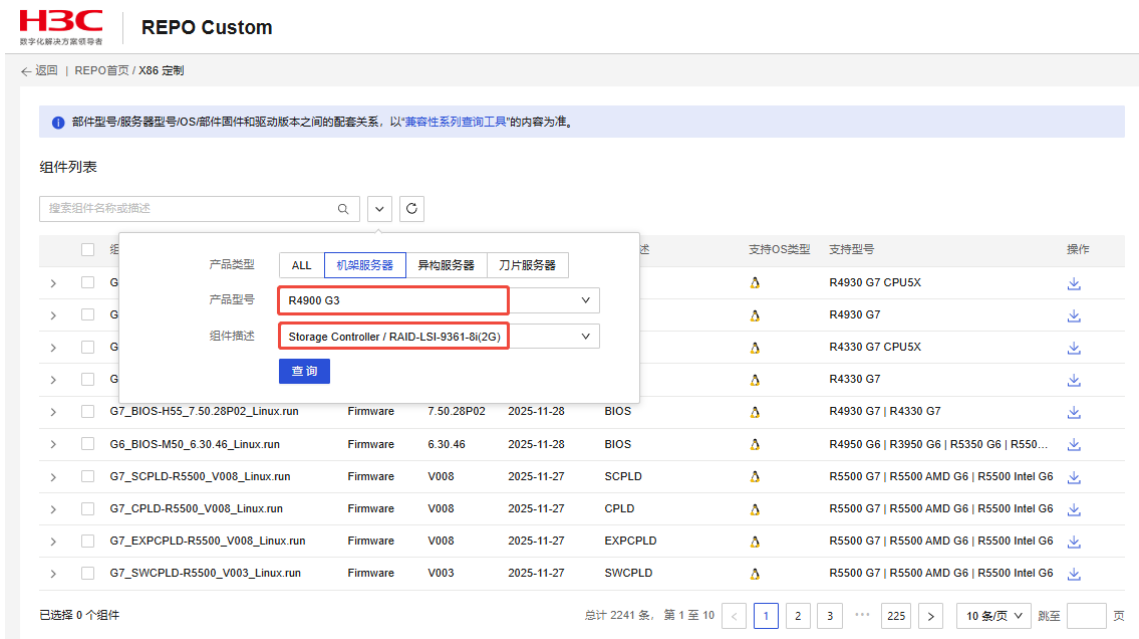 H3C
数字化解决方案领导者
REPO Custom
返回 | REPO首页 / X86 定制
部件型号/服务器型号/OS/部件固件和驱动版本之间的配套关系，以“兼容性系列查询工具”的内容为准。
组件列表
搜索组件名称或描述
组 述 支持OS类型 支持型号 操作
产品类型 ALL 机架服务器 异构服务器 刀片服务器
G R4930 G7 CPU5X
产品型号 R4900 G3
G R4930 G7
组件描述 Storage Controller / RAID-LSI-9361-8i(2G)
G R4330 G7 CPU5X
查 询
G R4330 G7
G7_BIOS-H55_7.50.28P02_Linux.run Firmware 7.50.28P02 2025-11-28 BIOS R4930 G7 | R4330 G7
G6_BIOS-M50_6.30.46_Linux.run Firmware 6.30.46 2025-11-28 BIOS R4950 G6 | R3950 G6 | R5350 G6 | R550...
G7_SCPLD-R5500_V008_Linux.run Firmware V008 2025-11-27 SCPLD R5500 G7 | R5500 AMD G6 | R5500 Intel G6
G7_CPLD-R5500_V008_Linux.run Firmware V008 2025-11-27 CPLD R5500 G7 | R5500 AMD G6 | R5500 Intel G6
G7_EXPCPLD-R5500_V008_Linux.run Firmware V008 2025-11-27 EXPCPLD R5500 G7 | R5500 AMD G6 | R5500 Intel G6
G7_SWCPLD-R5500_V003_Linux.run Firmware V003 2025-11-27 SWCPLD R5500 G7 | R5500 AMD G6 | R5500 Intel G6
已选择 0 个组件 总计 2241 条，第 1 至 10 < 1 2 3 ··· 225 > 10 条/页 跳至 页